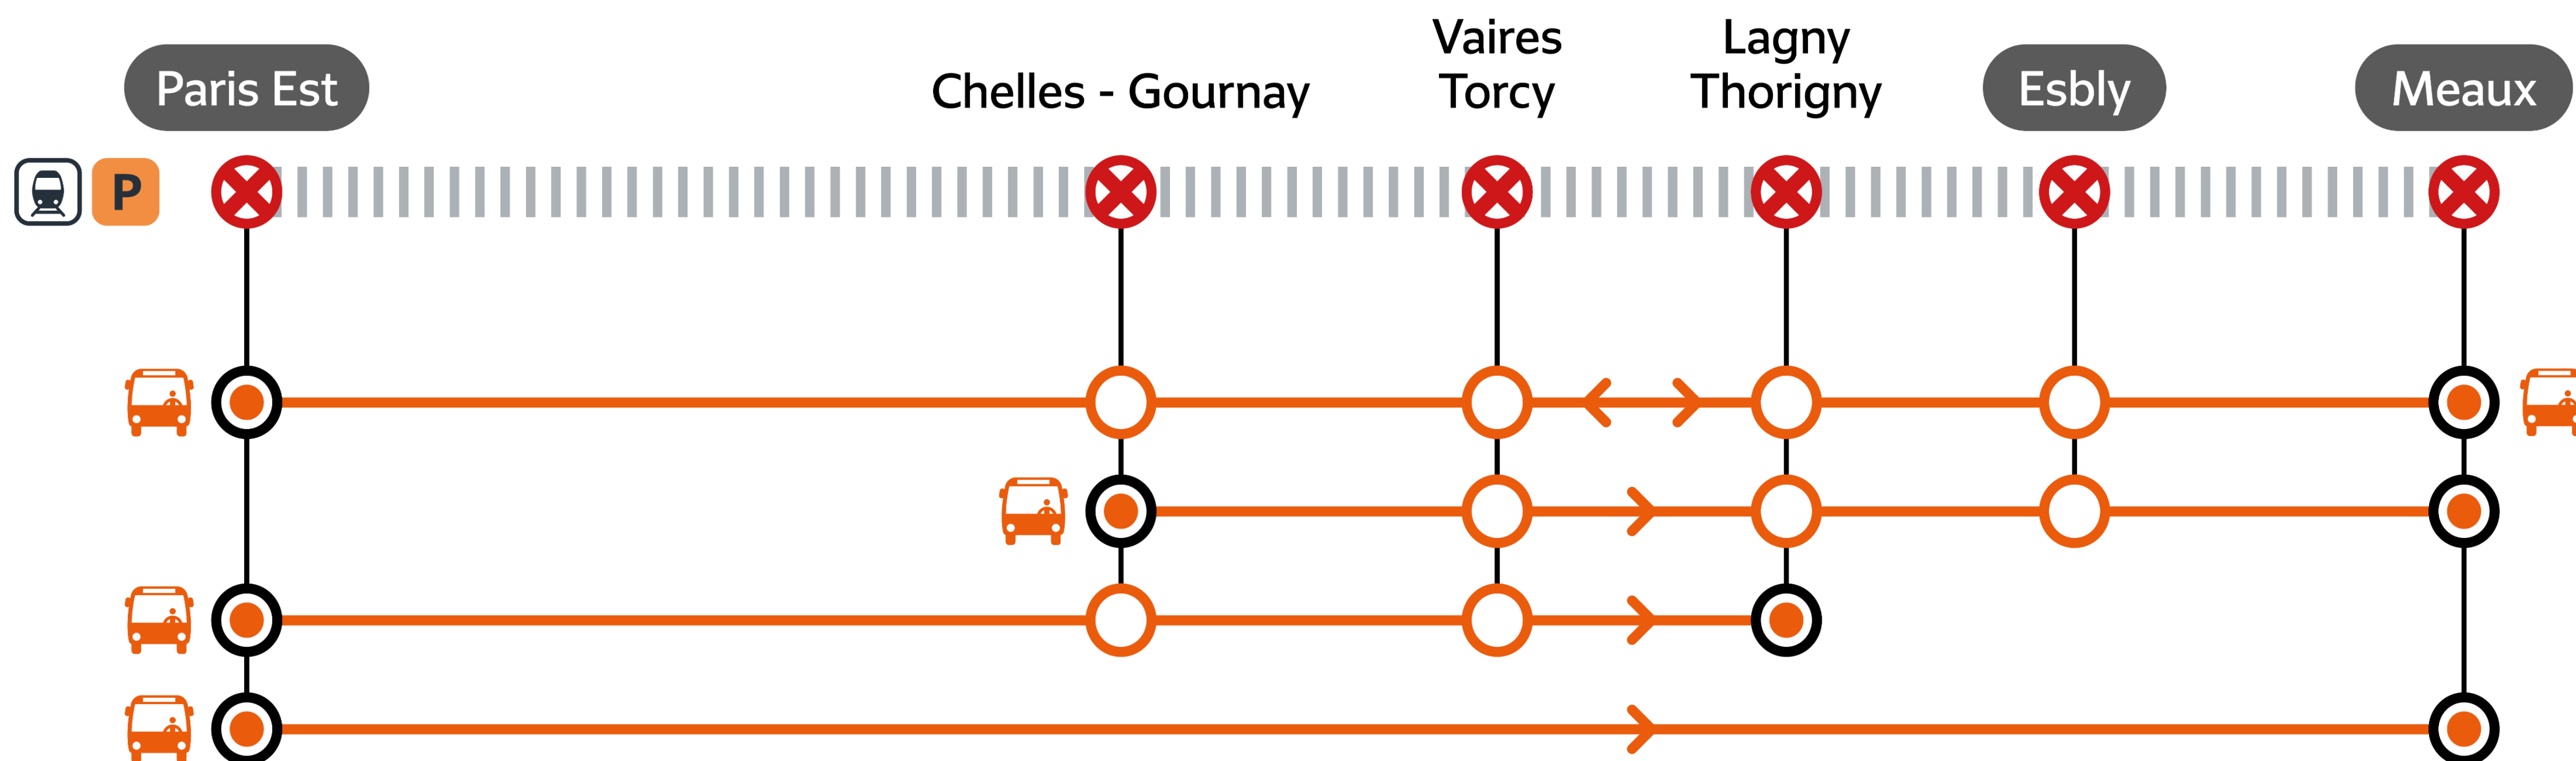 Paris Est
Chelles - Gournay
Vaires
Torcy
Lagny
Thorigny
Esbly
Meaux
P